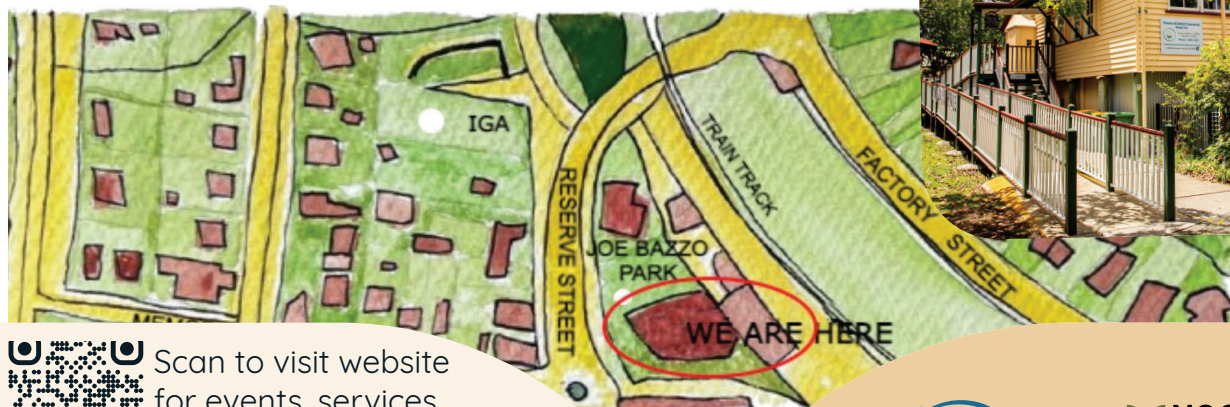 IGA
TRAIN TRACK
FACTORY
STREET
RESERVE STREET
JOE BAZZO
PARK
WE ARE HERE
Scan to visit website
for events, services